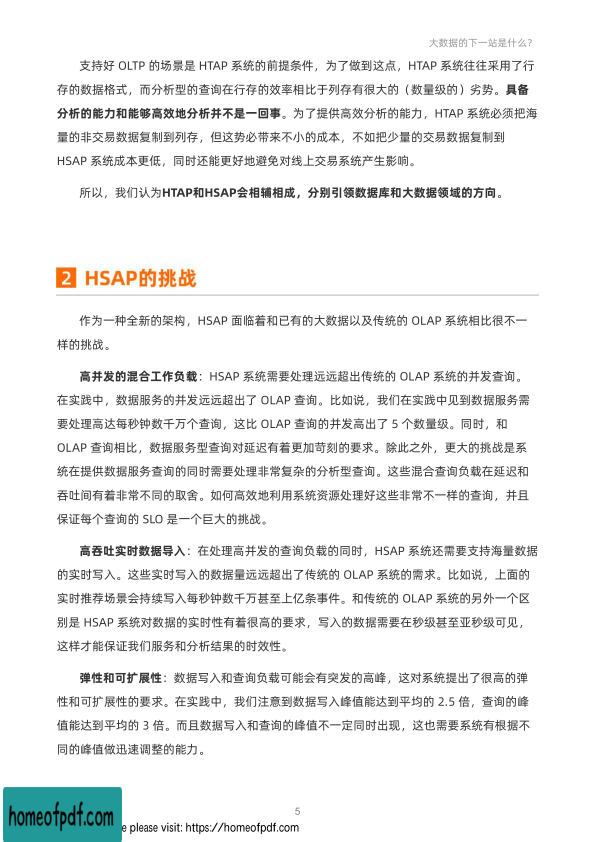 大数据的下一站是什么？
支持好 OLTP 的场景是 HTAP 系统的前提条件，为了做到这点，HTAP 系统往往采用了行
存的数据格式，而分析型的查询在行存的效率相比于列存有很大的（数量级的）劣势。具备
分析的能力和能够高效地分析并不是一回事。为了提供高效分析的能力，HTAP 系统必须把海
量的非交易数据复制到列存，但这势必带来不小的成本，不如把少量的交易数据复制到
HSAP 系统成本更低，同时还能更好地避免对线上交易系统产生影响。
所以，我们认为HTAP和HSAP会相辅相成，分别引领数据库和大数据领域的方向。
2 HSAP的挑战
作为一种全新的架构，HSAP 面临着和已有的大数据以及传统的 OLAP 系统相比很不一
样的挑战。
高并发的混合工作负载：HSAP 系统需要处理远远超出传统的 OLAP 系统的并发查询。
在实践中，数据服务的并发远远超出了 OLAP 查询。比如说，我们在实践中见到数据服务需
要处理高达每秒钟数千万个查询，这比 OLAP 查询的并发高出了 5 个数量级。同时，和
OLAP 查询相比，数据服务型查询对延迟有着更加苛刻的要求。除此之外，更大的挑战是系
统在提供数据服务查询的同时需要处理非常复杂的分析型查询。这些混合查询负载在延迟和
吞吐间有着非常不同的取舍。如何高效地利用系统资源处理好这些非常不一样的查询，并且
保证每个查询的 SLO 是一个巨大的挑战。
高吞吐实时数据导入：在处理高并发的查询负载的同时，HSAP 系统还需要支持海量数据
的实时写入。这些实时写入的数据量远远超出了传统的 OLAP 系统的需求。比如说，上面的
实时推荐场景会持续写入每秒钟数千万甚至上亿条事件。和传统的 OLAP 系统的另外一个区
别是 HSAP 系统对数据的实时性有着很高的要求，写入的数据需要在秒级甚至亚秒级可见，
这样才能保证我们服务和分析结果的时效性。
弹性和可扩展性：数据写入和查询负载可能会有突发的高峰，这对系统提出了很高的弹
性和可扩展性的要求。在实践中，我们注意到数据写入峰值能达到平均的 2.5 倍，查询的峰
值能达到平均的 3 倍。而且数据写入和查询的峰值不一定同时出现，这也需要系统有根据不
同的峰值做迅速调整的能力。
5
homeofpdf.com
please visit: https://homeofpdf.com